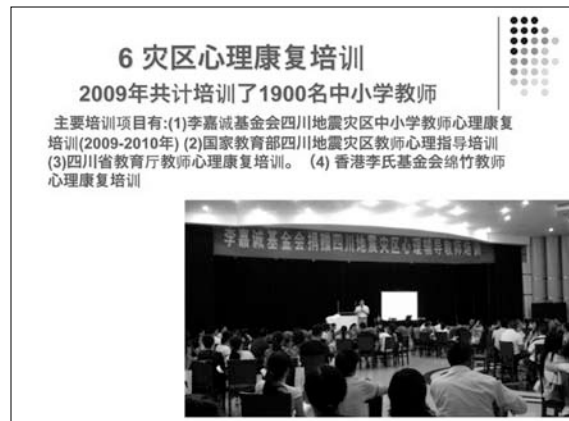 6 灾区心理康复培训
2009年共计培训了1900名中小学教师
主要培训项目有:(1)李嘉诚基金会四川地震灾区中小学教师心理康复
培训(2009-2010年) (2)国家教育部四川地震灾区教师心理指导培训
(3)四川省教育厅教师心理康复培训。（4) 香港李氏基金会绵竹教师
心理康复培训
李嘉诚基金会捐赠四川地震灾区心理辅导教师培训